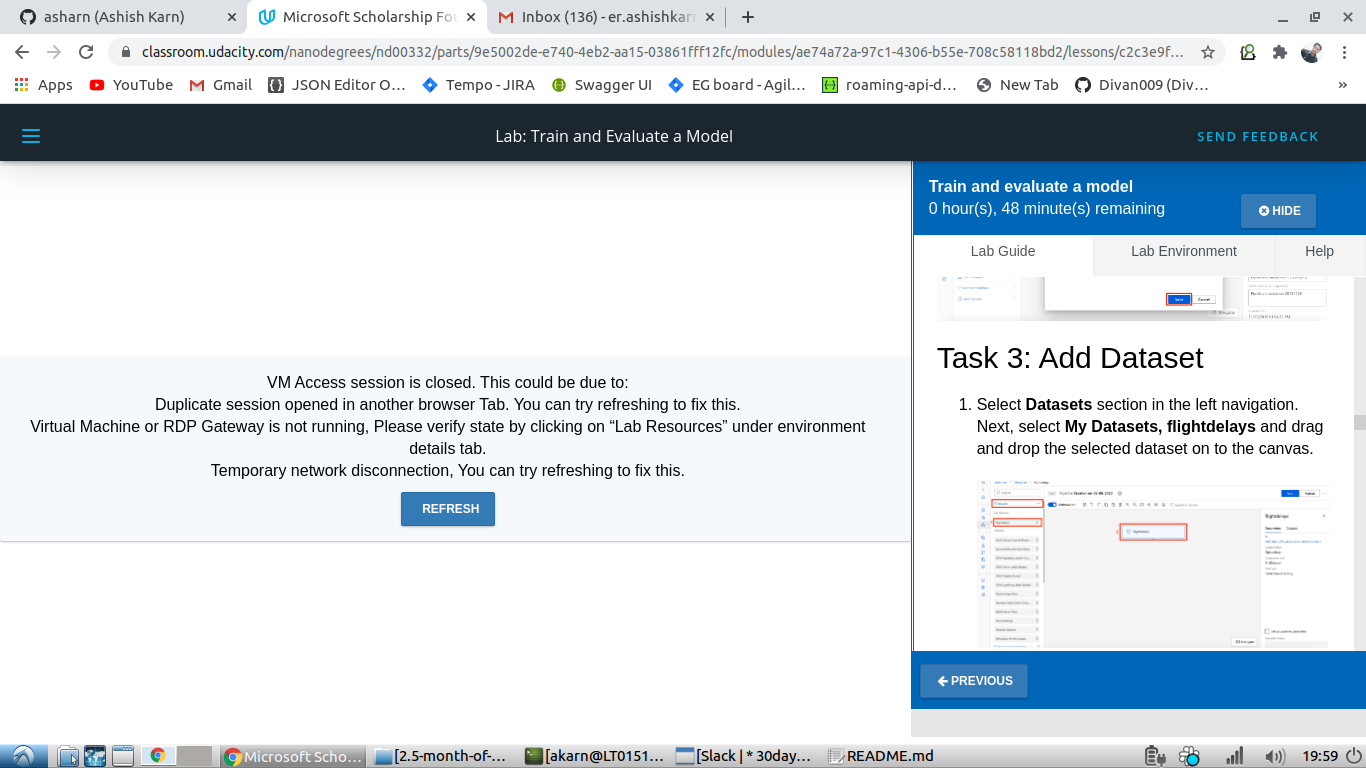 asharn (Ashish Karn)
Microsoft Scholarship Fou
Inbox (136) - er.ashishkarn
classroom.udacity.com/nanodegrees/nd00332/parts/9e5002de-e740-4eb2-aa15-03861fff12fc/modules/ae74a72a-97c1-4306-b55e-708c58118bd2/lessons/c2c3e9f...
Apps YouTube Gmail JSON Editor O... Tempo - JIRA Swagger UI EG board - Agil... roaming-api-d... New Tab Divan009 (Div... »
Lab: Train and Evaluate a Model
SEND FEEDBACK
VM Access session is closed. This could be due to:
Duplicate session opened in another browser Tab. You can try refreshing to fix this.
Virtual Machine or RDP Gateway is not running, Please verify state by clicking on “Lab Resources” under environment
details tab.
Temporary network disconnection, You can try refreshing to fix this.
REFRESH
Train and evaluate a model
0 hour(s), 48 minute(s) remaining
HIDE
Lab Guide Lab Environment Help
Save Cancel
Task 3: Add Dataset
1. Select Datasets section in the left navigation.
Next, select My Datasets, flightdelays and drag
and drop the selected dataset on to the canvas.
flightdelays
PREVIOUS
Microsoft Scho...
[2.5-month-of-...
[akarn@LT0151...
[Slack | * 30day...
README.md
19:59